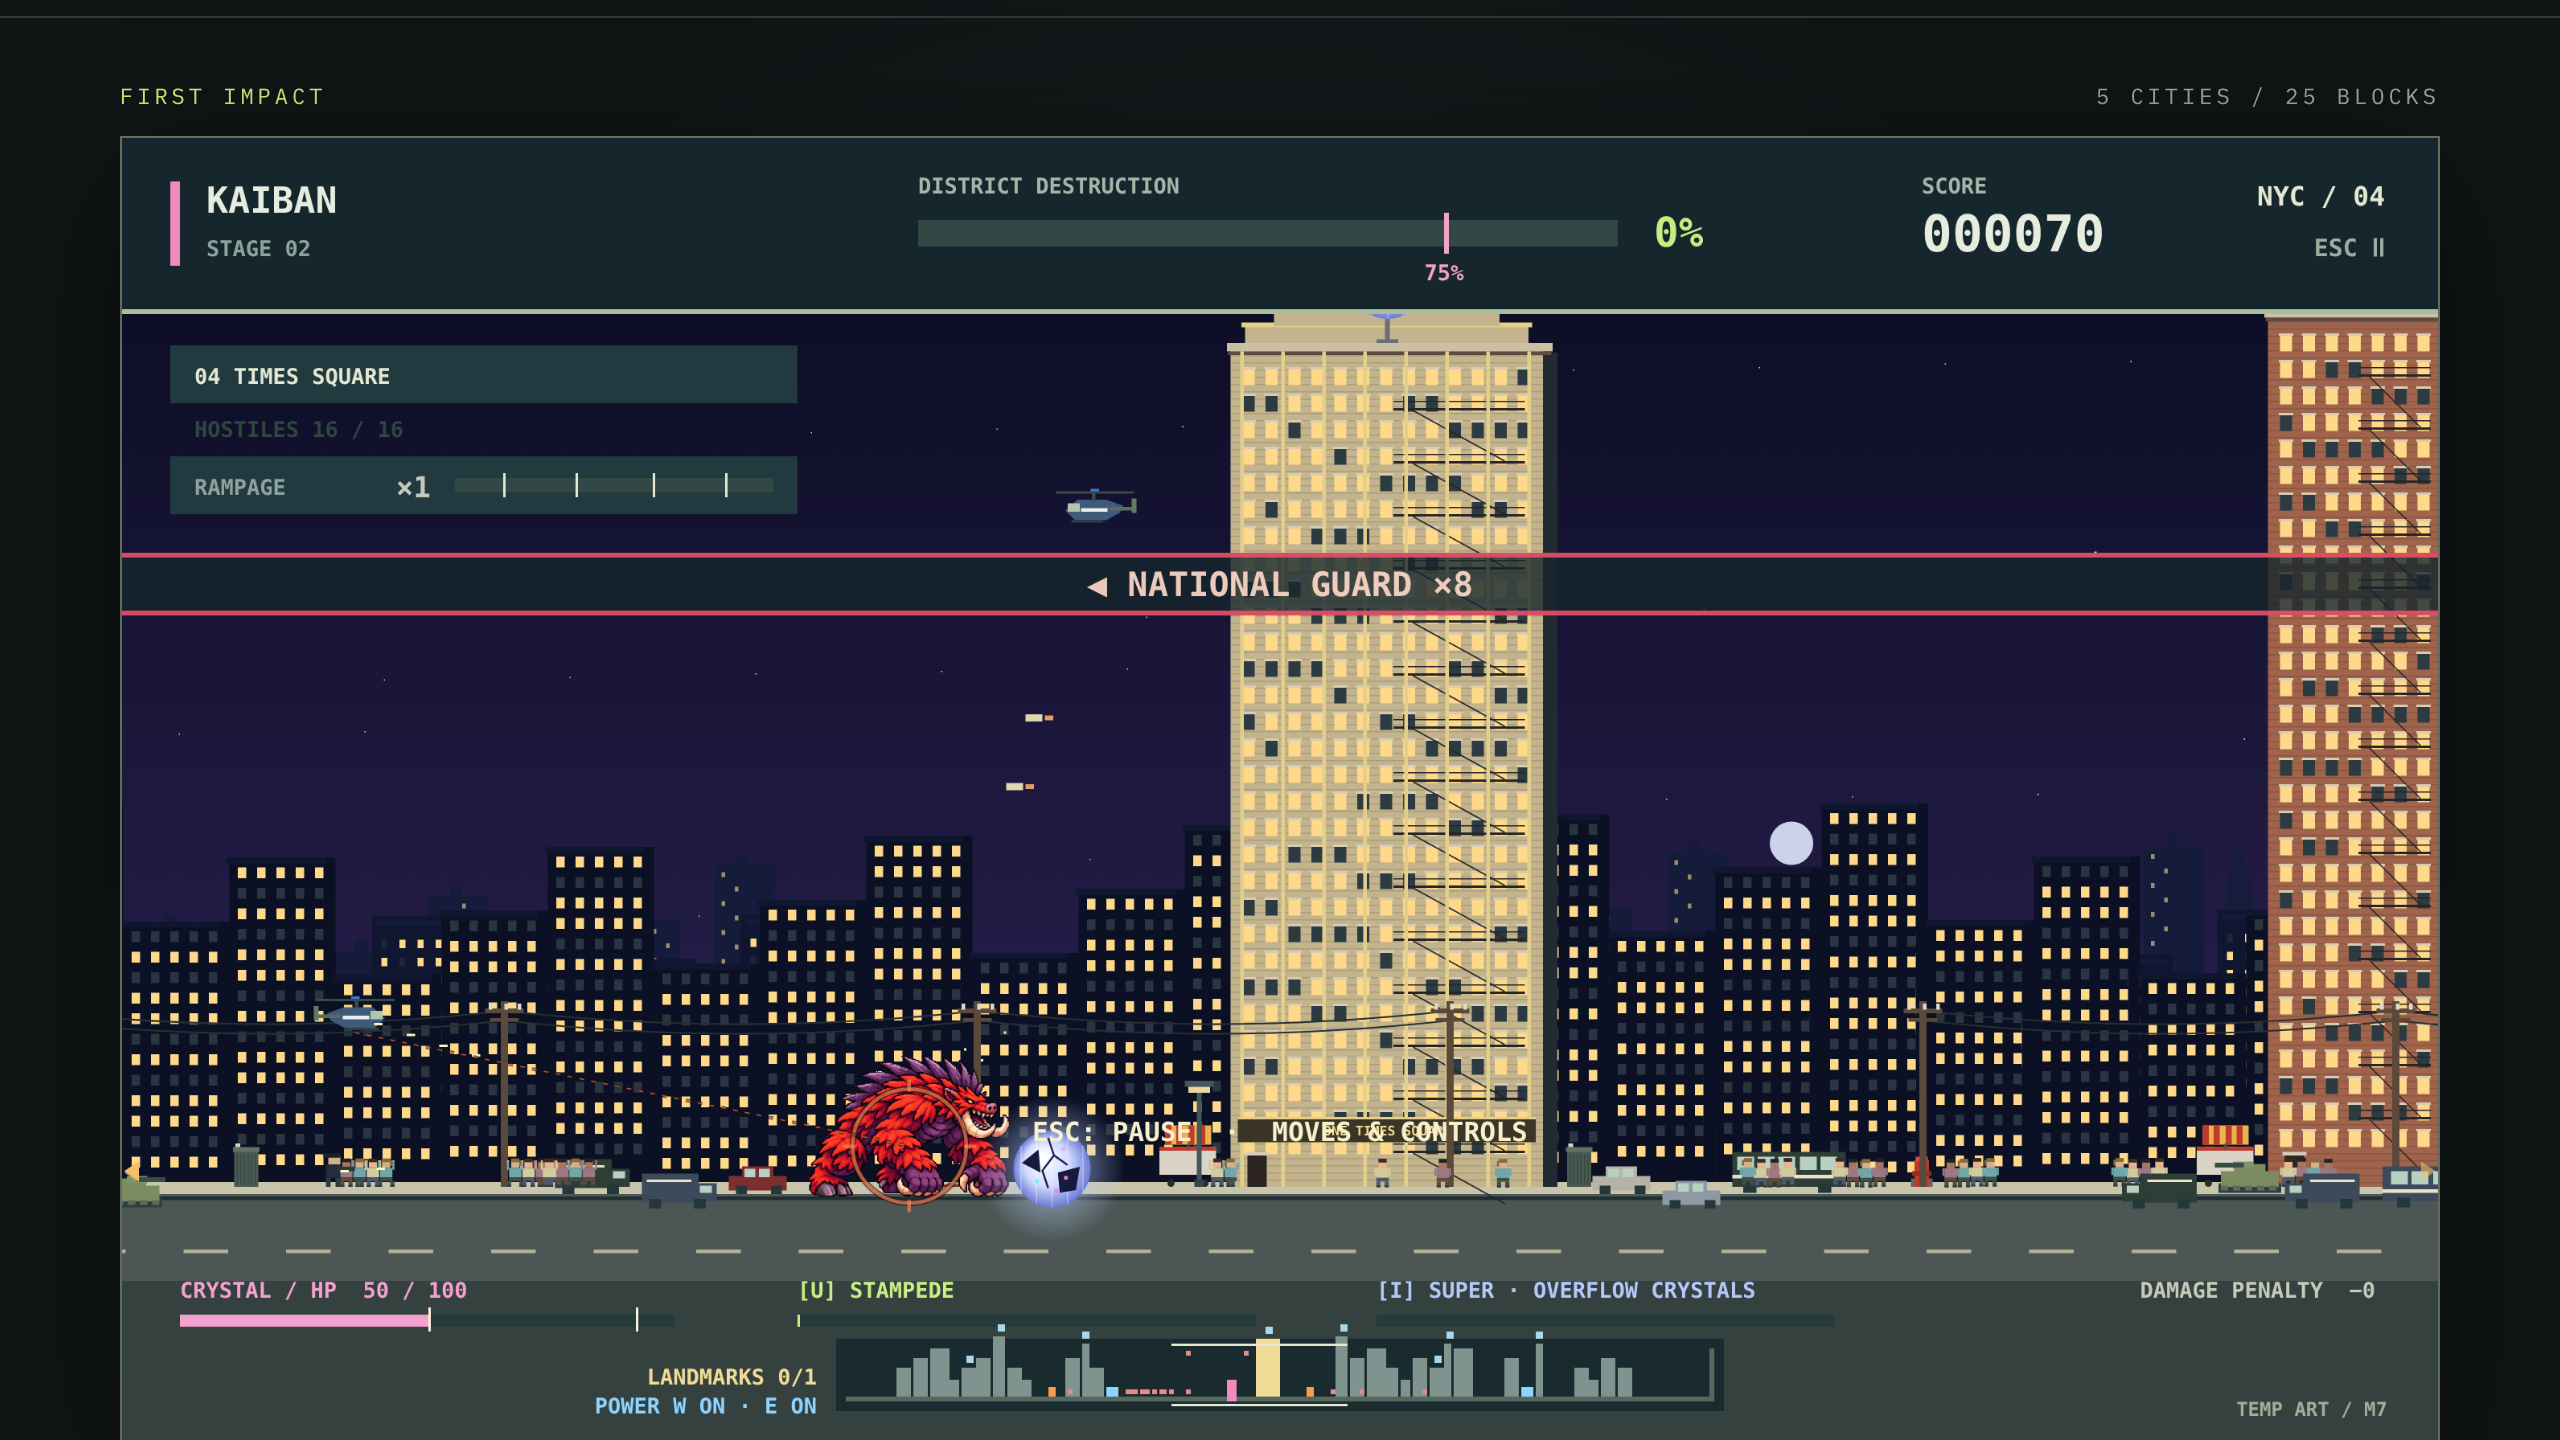 FIRST IMPACT
5 CITIES / 25 BLOCKS
KAIBAN
STAGE 02
DISTRICT DESTRUCTION
0%
75%
SCORE
000070
NYC / 04
ESC II
04 TIMES SQUARE
HOSTILES 16 / 16
RAMPAGE ×1
◀ NATIONAL GUARD ×8
ESC: PAUSE · MOVES & CONTROLS
CRYSTAL / HP 50 / 100
[U] STAMPEDE
[I] SUPER · OVERFLOW CRYSTALS
DAMAGE PENALTY −0
LANDMARKS 0/1
POWER W ON · E ON
TEMP ART / M7